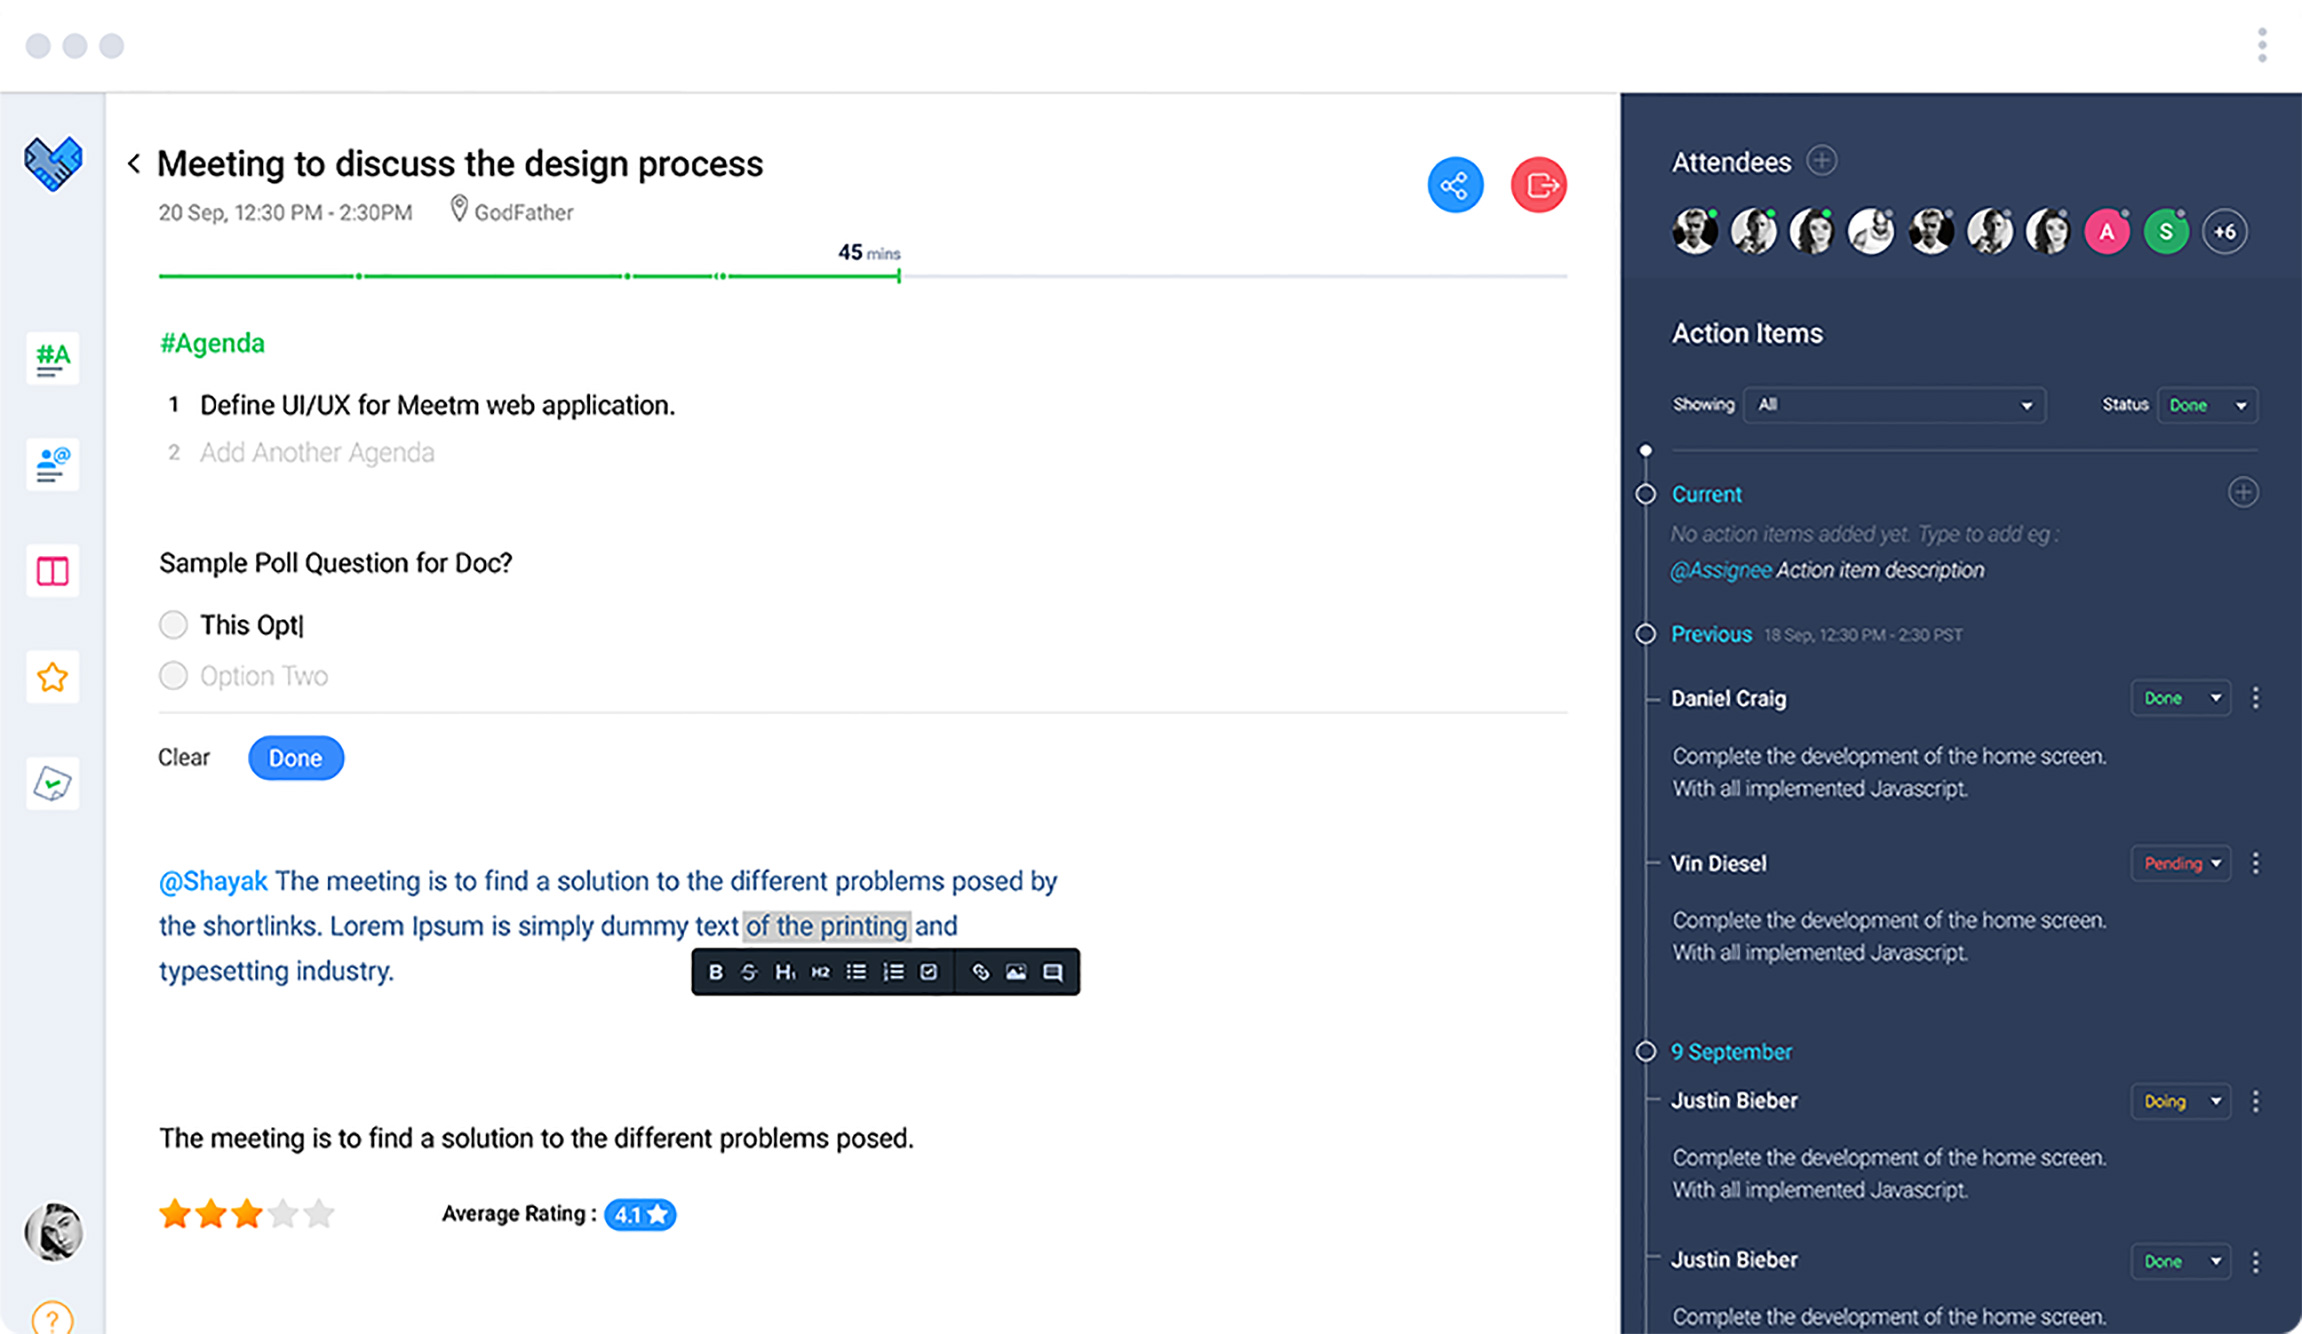 Meeting to discuss the design process
20 Sep, 12:30 PM - 2:30PM GodFather
45 mins
#Agenda
1 Define UI/UX for Meetm web application.
2 Add Another Agenda
Sample Poll Question for Doc?
This Opt
Option Two
Clear Done
@Shayak The meeting is to find a solution to the different problems posed by
the shortlinks. Lorem Ipsum is simply dummy text of the printing and
typesetting industry.
B S H1 H2
The meeting is to find a solution to the different problems posed.
Average Rating : 4.1
#A
@
?
Attendees
A S +6
Action Items
Showing All Status Done
Current
No action items added yet. Type to add eg :
@Assignee Action item description
Previous 18 Sep, 12:30 PM - 2:30 PST
Daniel Craig Done
Complete the development of the home screen.
With all implemented Javascript.
Vin Diesel Pending
Complete the development of the home screen.
With all implemented Javascript.
9 September
Justin Bieber Doing
Complete the development of the home screen.
With all implemented Javascript.
Justin Bieber Done
Complete the development of the home screen.